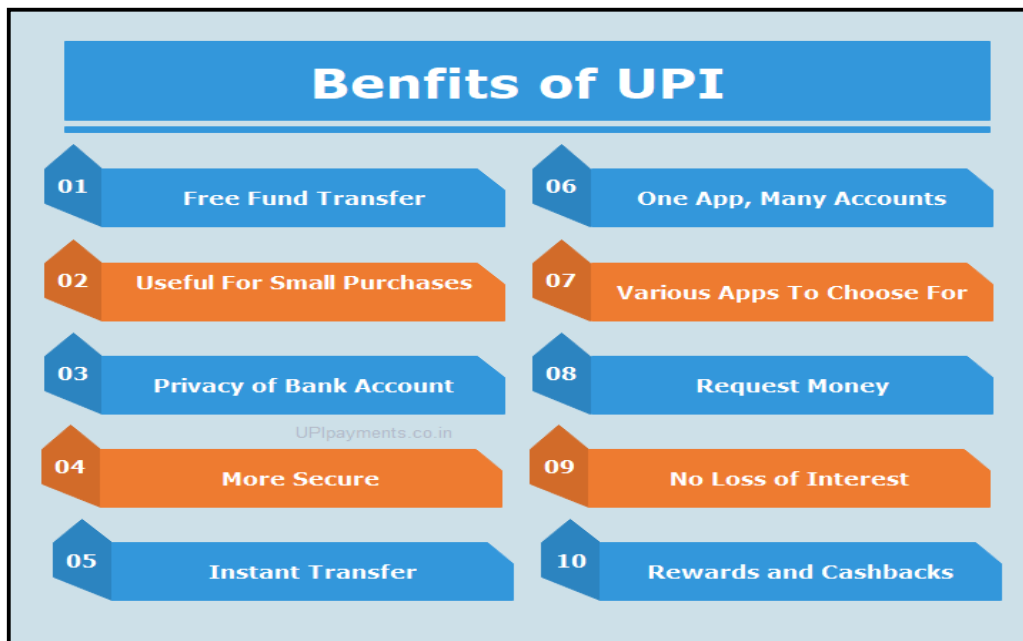 Benfits of UPI
01
Free Fund Transfer
02
Useful For Small Purchases
03
Privacy of Bank Account
UPIpayments.co.in
04
More Secure
05
Instant Transfer
06
One App, Many Accounts
07
Various Apps To Choose For
08
Request Money
09
No Loss of Interest
10
Rewards and Cashbacks